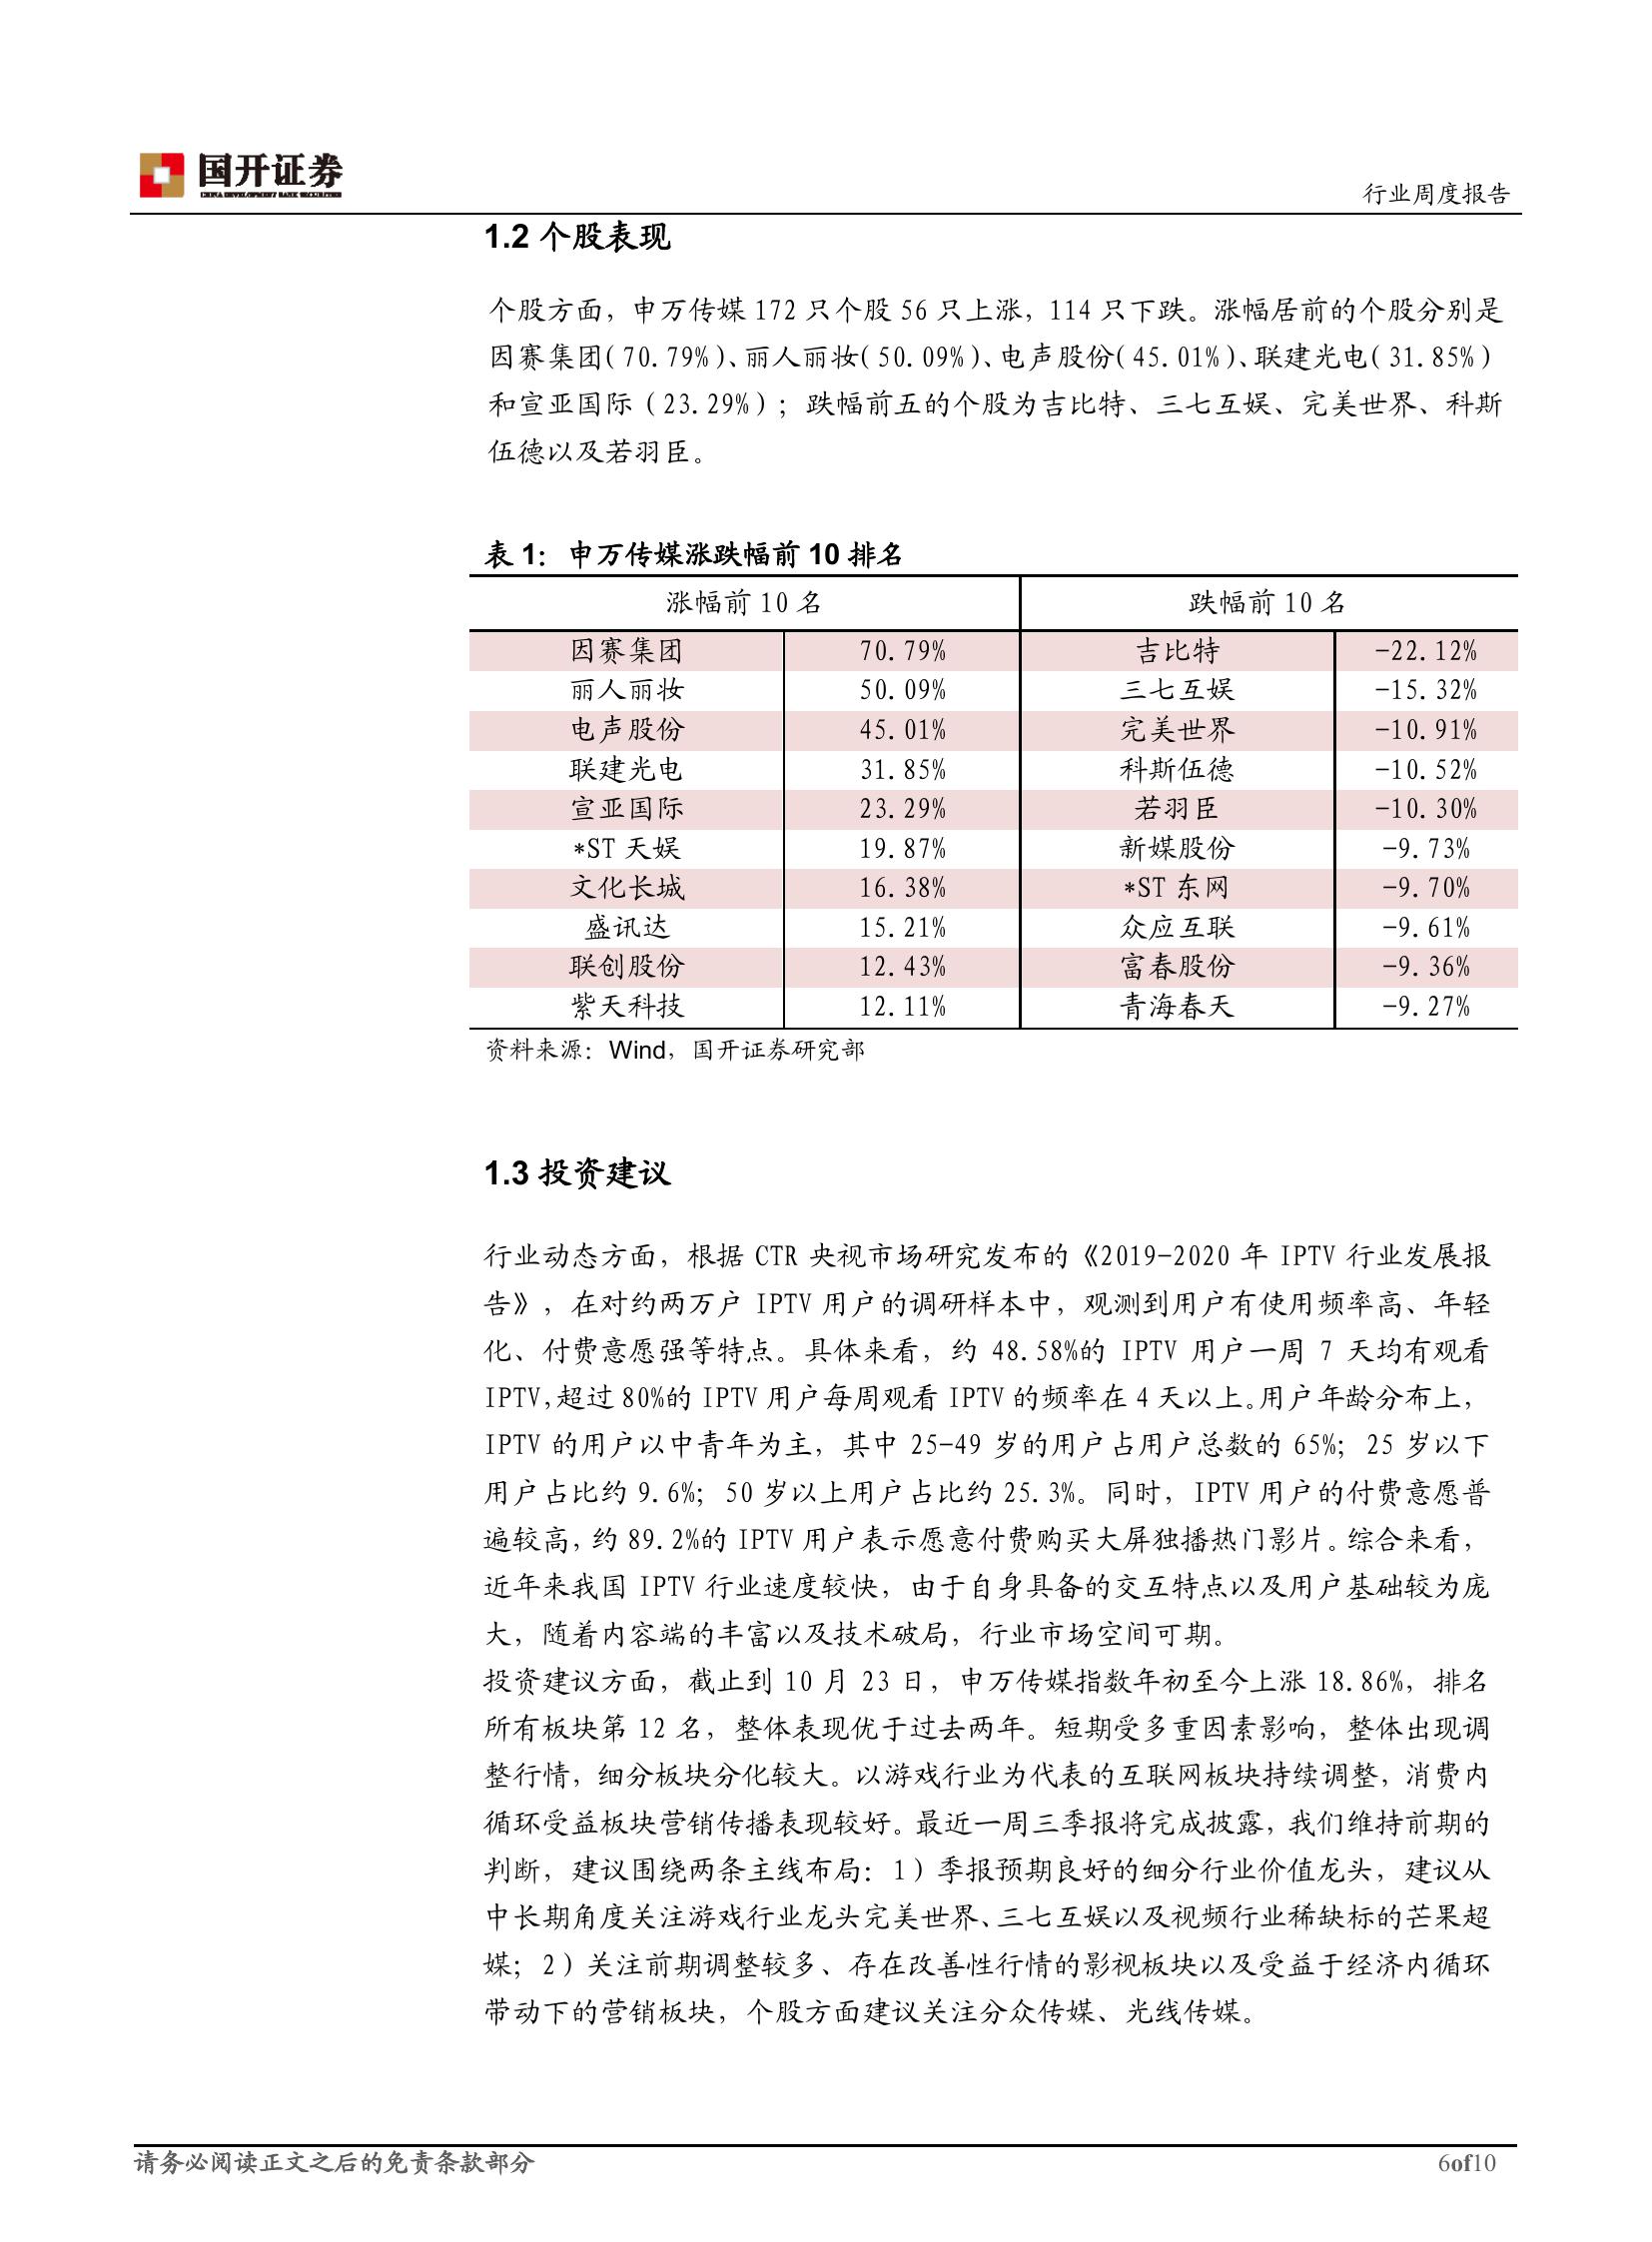 国开证券
CHINA DEVELOPMENT BANK SECURITIES
行业周度报告
1.2 个股表现
个股方面，申万传媒 172 只个股 56 只上涨，114 只下跌。涨幅居前的个股分别是
因赛集团（70.79%）、丽人丽妆（50.09%）、电声股份（45.01%）、联建光电（31.85%）
和宣亚国际（23.29%）；跌幅前五的个股为吉比特、三七互娱、完美世界、科斯
伍德以及若羽臣。
表 1：申万传媒涨跌幅前 10 排名
涨幅前 10 名 跌幅前 10 名
因赛集团 70.79% 吉比特 -22.12%
丽人丽妆 50.09% 三七互娱 -15.32%
电声股份 45.01% 完美世界 -10.91%
联建光电 31.85% 科斯伍德 -10.52%
宣亚国际 23.29% 若羽臣 -10.30%
*ST 天娱 19.87% 新媒股份 -9.73%
文化长城 16.38% *ST 东网 -9.70%
盛讯达 15.21% 众应互联 -9.61%
联创股份 12.43% 富春股份 -9.36%
紫天科技 12.11% 青海春天 -9.27%
资料来源：Wind，国开证券研究部
1.3 投资建议
行业动态方面，根据 CTR 央视市场研究发布的《2019-2020 年 IPTV 行业发展报
告》，在对约两万户 IPTV 用户的调研样本中，观测到用户有使用频率高、年轻
化、付费意愿强等特点。具体来看，约 48.58%的 IPTV 用户一周 7 天均有观看
IPTV，超过 80%的 IPTV 用户每周观看 IPTV 的频率在 4 天以上。用户年龄分布上，
IPTV 的用户以中青年为主，其中 25-49 岁的用户占用户总数的 65%；25 岁以下
用户占比约 9.6%；50 岁以上用户占比约 25.3%。同时，IPTV 用户的付费意愿普
遍较高，约 89.2%的 IPTV 用户表示愿意付费购买大屏独播热门影片。综合来看，
近年来我国 IPTV 行业速度较快，由于自身具备的交互特点以及用户基础较为庞
大，随着内容端的丰富以及技术破局，行业市场空间可期。
投资建议方面，截止到 10 月 23 日，申万传媒指数年初至今上涨 18.86%，排名
所有板块第 12 名，整体表现优于过去两年。短期受多重因素影响，整体出现调
整行情，细分板块分化较大。以游戏行业为代表的互联网板块持续调整，消费内
循环受益板块营销传播表现较好。最近一周三季报将完成披露，我们维持前期的
判断，建议围绕两条主线布局：1）季报预期良好的细分行业价值龙头，建议从
中长期角度关注游戏行业龙头完美世界、三七互娱以及视频行业稀缺标的芒果超
媒；2）关注前期调整较多、存在改善性行情的影视板块以及受益于经济内循环
带动下的营销板块，个股方面建议关注分众传媒、光线传媒。
请务必阅读正文之后的免责条款部分
6of10